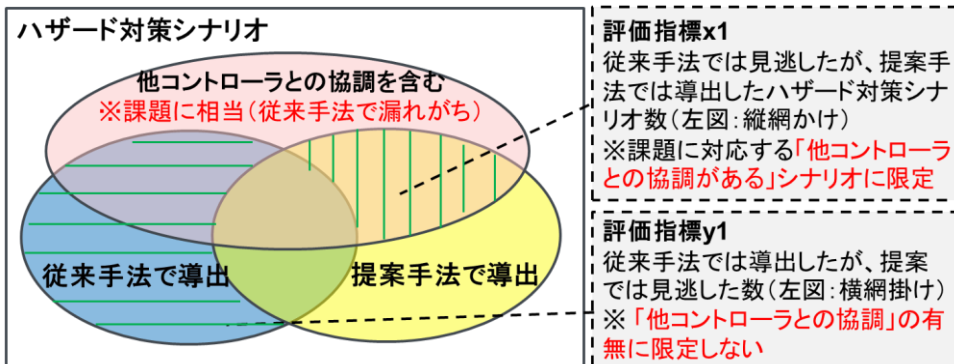 ハザード対策シナリオ
他コントローラとの協調を含む
※課題に相当(従来手法で漏れがち)
従来手法で導出
提案手法で導出
評価指標x1
従来手法では見逃したが、提案手
法では導出したハザード対策シナ
リオ数(左図:縦網かけ)
※課題に対応する「他コントローラ
との協調がある」シナリオに限定
評価指標y1
従来手法では導出したが、提案
では見逃した数(左図:横網掛け)
※「他コントローラとの協調」の有
無に限定しない